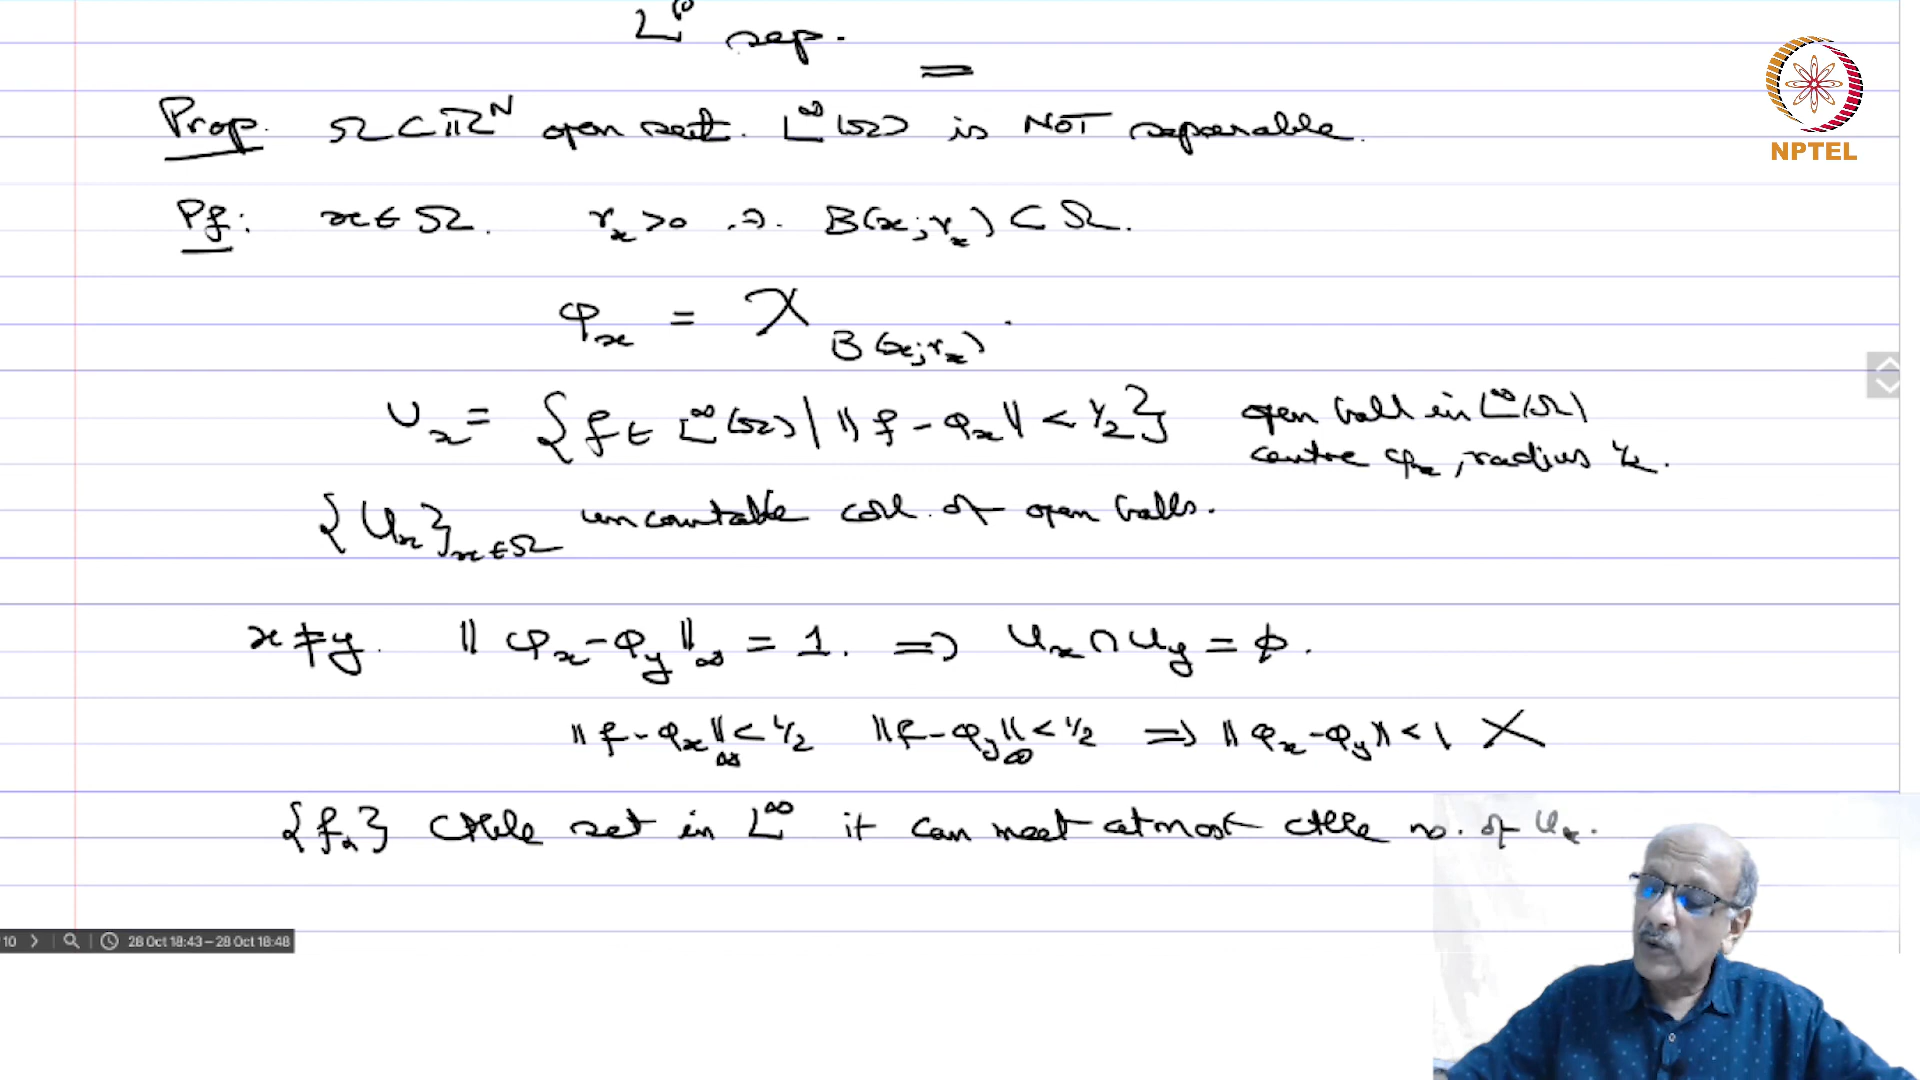 L^p sep.
Prop. Ω ⊂ ℝ^N open set. L^∞(Ω) is NOT separable.
NPTEL
Pf: x ∈ Ω. r_x > 0 s.t. B(x; r_x) ⊂ Ω.
φ_x = χ_{B(x; r_x)}.
U_x = {f ∈ L^∞(Ω) | ‖f - φ_x‖ < 1/2} open ball in L^∞(Ω)
centre φ_x, radius 1/2.
{U_x}_{x∈Ω} uncountable coll. of open balls.
x ≠ y. ‖φ_x - φ_y‖_∞ = 1. ⇒ U_x ∩ U_y = ϕ.
‖f - φ_x‖_∞ < 1/2 ‖f - φ_y‖_∞ < 1/2 ⇒ ‖φ_x - φ_y‖ < 1 X
{f_n} ctble set in L^∞ it can meet atmost ctble no. of U_x.
10 28 Oct 18:43 – 28 Oct 18:48